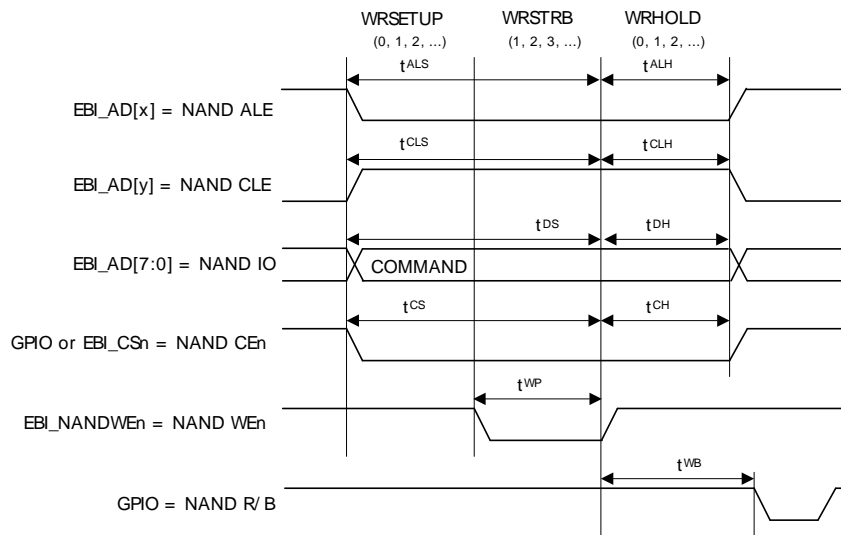 WRSETUP WRSTRB WRHOLD
(0, 1, 2, ...) (1, 2, 3, ...) (0, 1, 2, ...)
tALS tALH
EBI_AD[x] = NAND ALE
tCLS tCLH
EBI_AD[y] = NAND CLE
tDS tDH
EBI_AD[7:0] = NAND IO COMMAND
tCS tCH
GPIO or EBI_CSn = NAND CEn
tWP
EBI_NANDWEn = NAND WEn
tWB
GPIO = NAND R/B